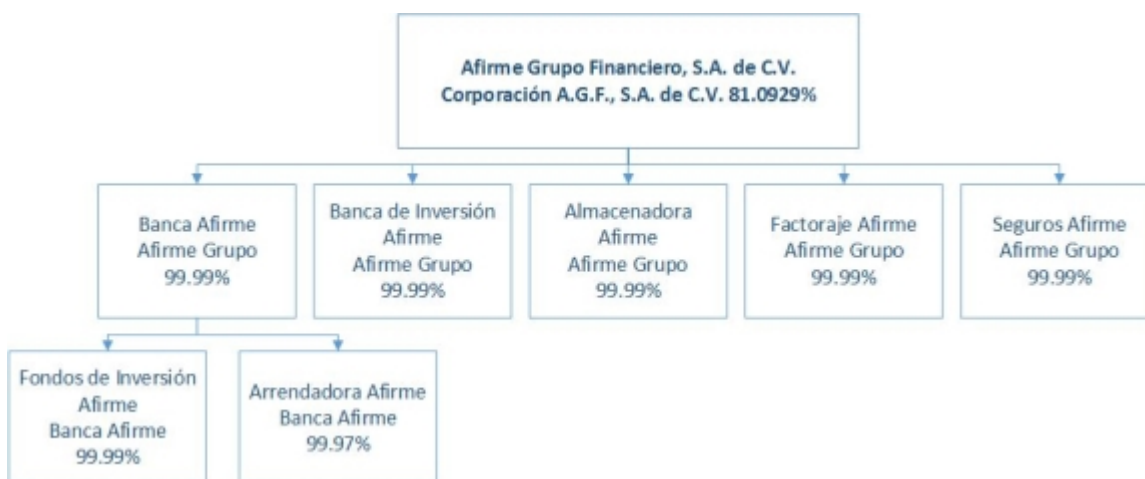 Afirme Grupo Financiero, S.A. de C.V.
Corporación A.G.F., S.A. de C.V. 81.0929%
Banca Afirme
Afirme Grupo
99.99%
Banca de Inversión
Afirme
Afirme Grupo
99.99%
Almacenadora
Afirme
Afirme Grupo
99.99%
Factoraje Afirme
Afirme Grupo
99.99%
Seguros Afirme
Afirme Grupo
99.99%
Fondos de Inversión
Afirme
Banca Afirme
99.99%
Arrendadora Afirme
Banca Afirme
99.97%